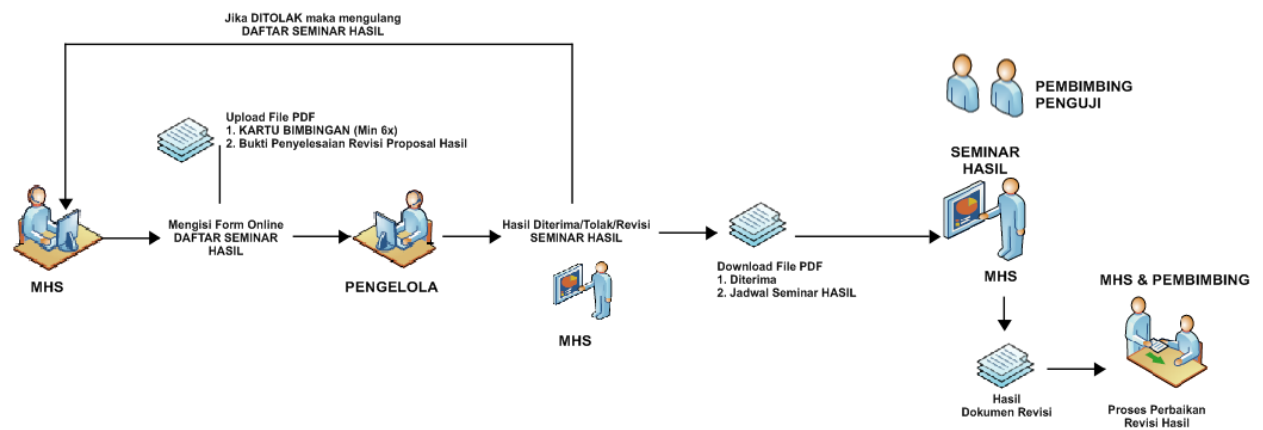 Jika DITOLAK maka mengulang
DAFTAR SEMINAR HASIL
Upload File PDF
1. KARTU BIMBINGAN (Min 6x)
2. Bukti Penyelesaian Revisi Proposal Hasil
MHS
Mengisi Form Online
DAFTAR SEMINAR
HASIL
PENGELOLA
Hasil Diterima/Tolak/Revisi
SEMINAR HASIL
MHS
Download File PDF
1. Diterima
2. Jadwal Seminar HASIL
PEMBIMBING
PENGUJI
SEMINAR
HASIL
MHS
Hasil
Dokumen Revisi
MHS & PEMBIMBING
Proses Perbaikan
Revisi Hasil